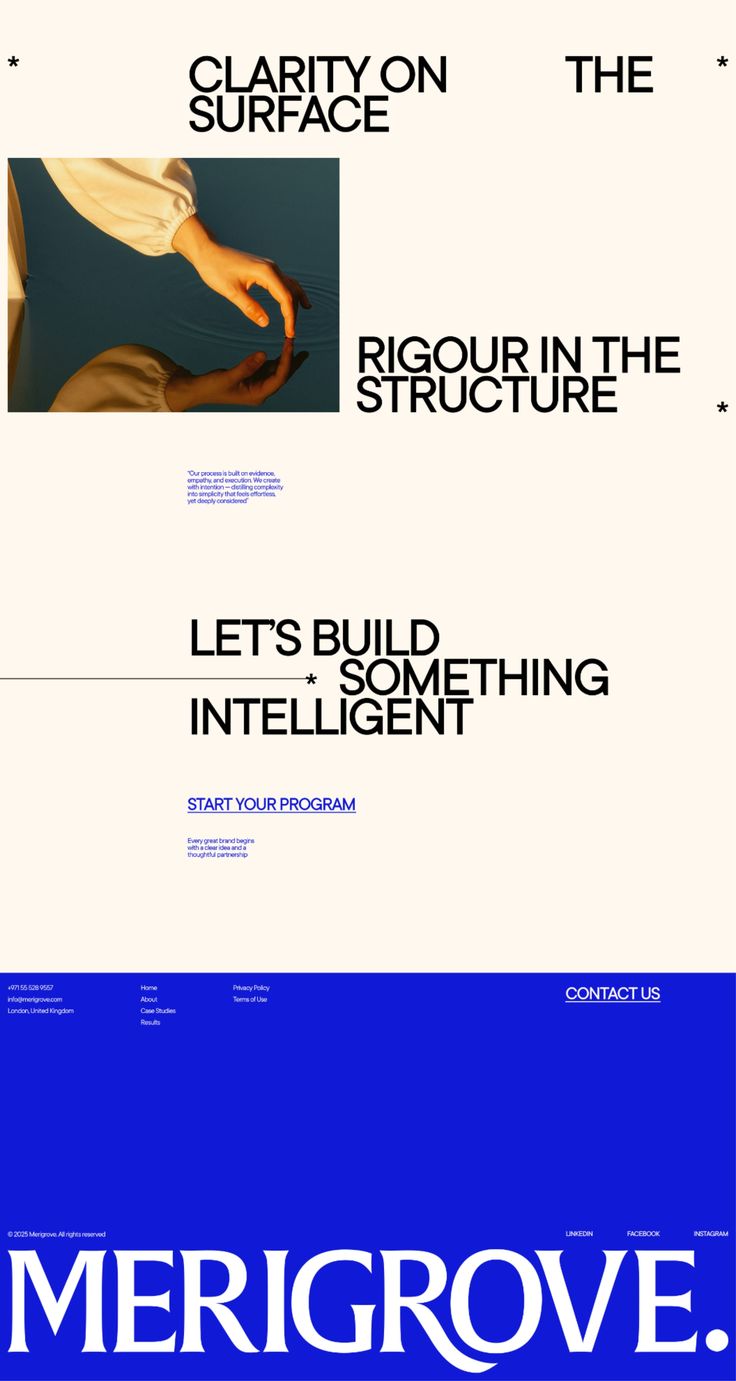 * CLARITY ON THE *
SURFACE
RIGOUR IN THE
STRUCTURE *
"Our process is built on evidence,
empathy, and execution. We create
with intention — distilling complexity
into simplicity that feels effortless,
yet deeply considered"
LET'S BUILD
* SOMETHING
INTELLIGENT
START YOUR PROGRAM
Every great brand begins
with a clear idea and a
thoughtful partnership
+971 55 528 9557
info@merigrove.com
London, United Kingdom
Home
About
Case Studies
Results
Privacy Policy
Terms of Use
CONTACT US
© 2025 Merigrove. All rights reserved
LINKEDIN FACEBOOK INSTAGRAM
MERIGROVE.